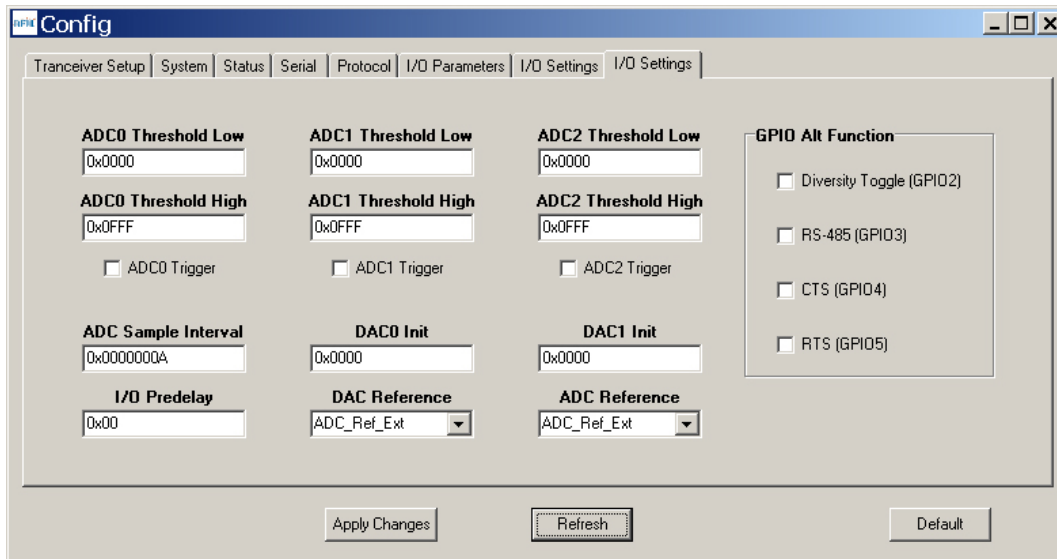 RFM Config
Tranceiver Setup System Status Serial Protocol I/O Parameters I/O Settings I/O Settings
ADC0 Threshold Low ADC1 Threshold Low ADC2 Threshold Low GPIO Alt Function
0x0000 0x0000 0x0000
Diversity Toggle (GPIO2)
ADC0 Threshold High ADC1 Threshold High ADC2 Threshold High
0x0FFF 0x0FFF 0x0FFF RS-485 (GPIO3)
ADC0 Trigger ADC1 Trigger ADC2 Trigger
CTS (GPIO4)
ADC Sample Interval DAC0 Init DAC1 Init
0x0000000A 0x0000 0x0000 RTS (GPIO5)
I/O Predelay DAC Reference ADC Reference
0x00 ADC_Ref_Ext ADC_Ref_Ext
Apply Changes Refresh Default